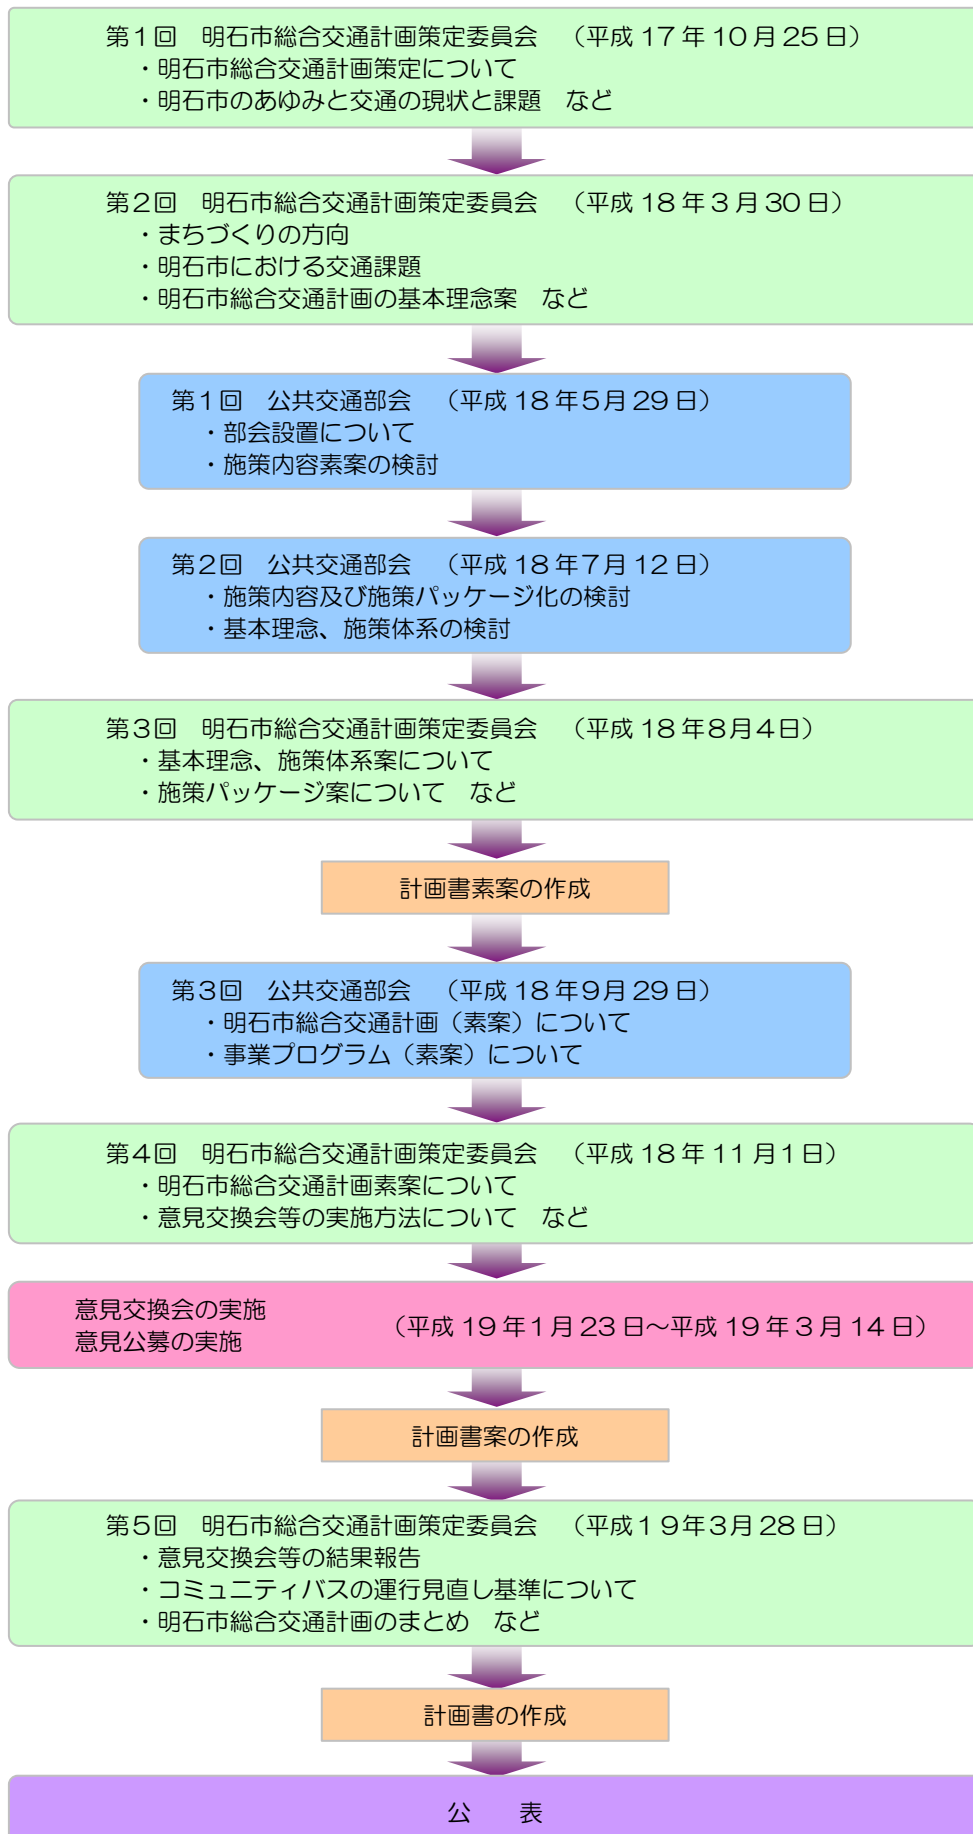 第１回　明石市総合交通計画策定委員会　（平成 17 年 10 月 25 日）
・明石市総合交通計画策定について
・明石市のあゆみと交通の現状と課題　など
第２回　明石市総合交通計画策定委員会　（平成 18 年 3 月 30 日）
・まちづくりの方向
・明石市における交通課題
・明石市総合交通計画の基本理念案　など
第１回　公共交通部会　（平成 18 年５月 29 日）
・部会設置について
・施策内容素案の検討
第２回　公共交通部会　（平成 18 年７月 12 日）
・施策内容及び施策パッケージ化の検討
・基本理念、施策体系の検討
第３回　明石市総合交通計画策定委員会　（平成 18 年８月４日）
・基本理念、施策体系案について
・施策パッケージ案について　など
計画書素案の作成
第３回　公共交通部会　（平成 18 年９月 29 日）
・明石市総合交通計画（素案）について
・事業プログラム（素案）について
第４回　明石市総合交通計画策定委員会　（平成 18 年 11 月１日）
・明石市総合交通計画素案について
・意見交換会等の実施方法について　など
意見交換会の実施
意見公募の実施
（平成 19 年１月 23 日～平成 19 年 3 月 14 日）
計画書案の作成
第５回　明石市総合交通計画策定委員会　（平成１９年３月 28 日）
・意見交換会等の結果報告
・コミュニティバスの運行見直し基準について
・明石市総合交通計画のまとめ　など
計画書の作成
公　　表